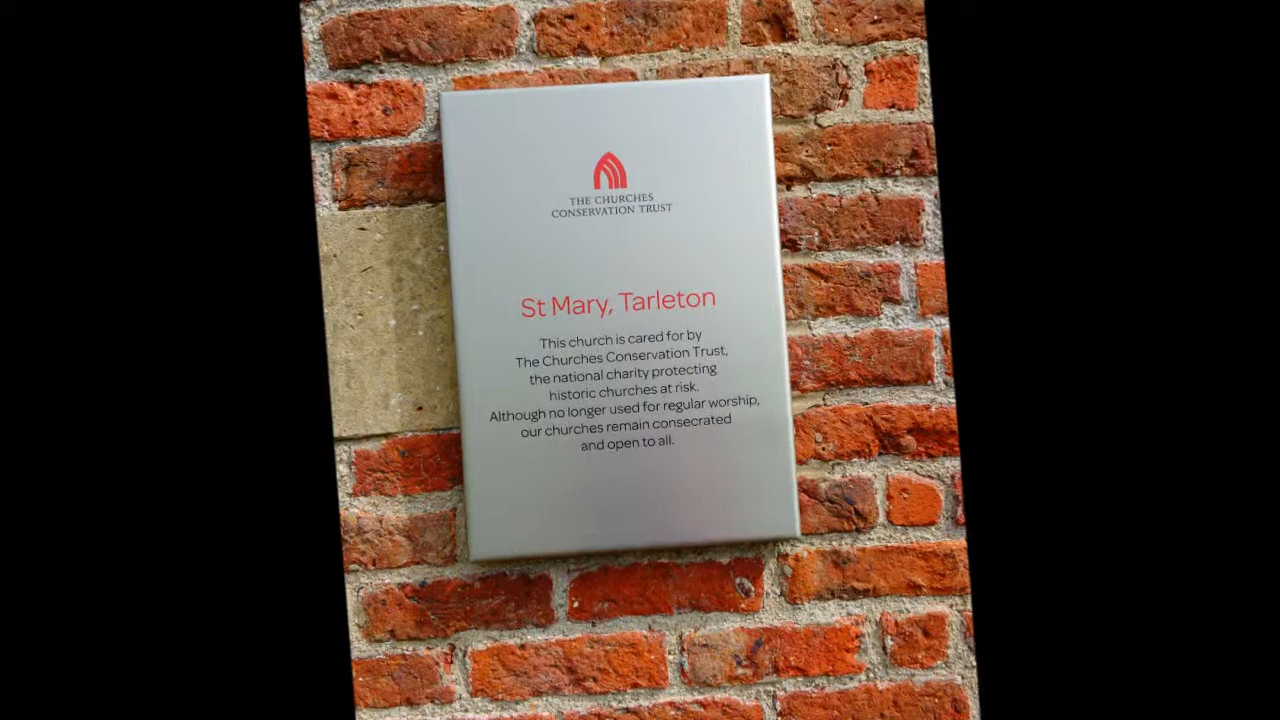 THE CHURCHES
CONSERVATION TRUST
St Mary, Tarleton
This church is cared for by
The Churches Conservation Trust,
the national charity protecting
historic churches at risk.
Although no longer used for regular worship,
our churches remain consecrated
and open to all.